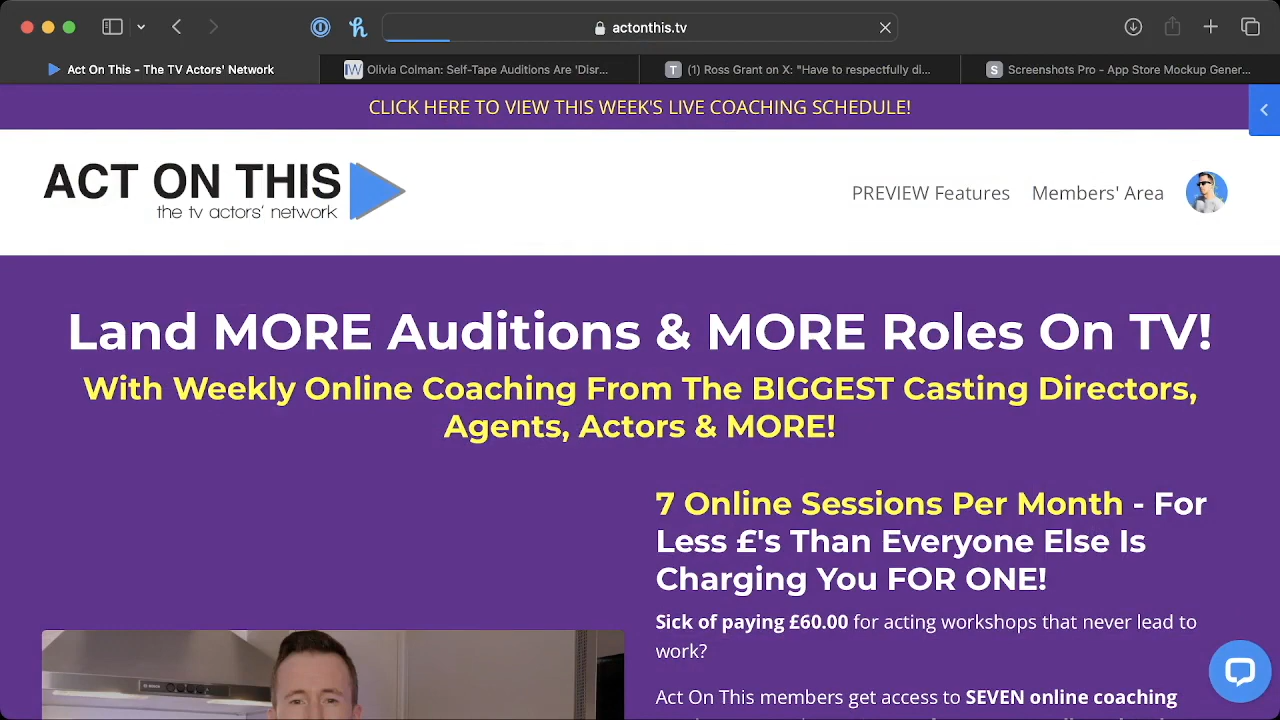 actonthis.tv
Act On This - The TV Actors' Network
IW Olivia Colman: Self-Tape Auditions Are 'Disr...
T (1) Ross Grant on X: "Have to respectfully di...
S Screenshots Pro - App Store Mockup Gener...
CLICK HERE TO VIEW THIS WEEK'S LIVE COACHING SCHEDULE!
ACT ON THIS
the tv actors' network
PREVIEW Features Members' Area
Land MORE Auditions & MORE Roles On TV!
With Weekly Online Coaching From The BIGGEST Casting Directors,
Agents, Actors & MORE!
7 Online Sessions Per Month - For
Less £'s Than Everyone Else Is
Charging You FOR ONE!
Sick of paying £60.00 for acting workshops that never lead to
work?
Act On This members get access to SEVEN online coaching